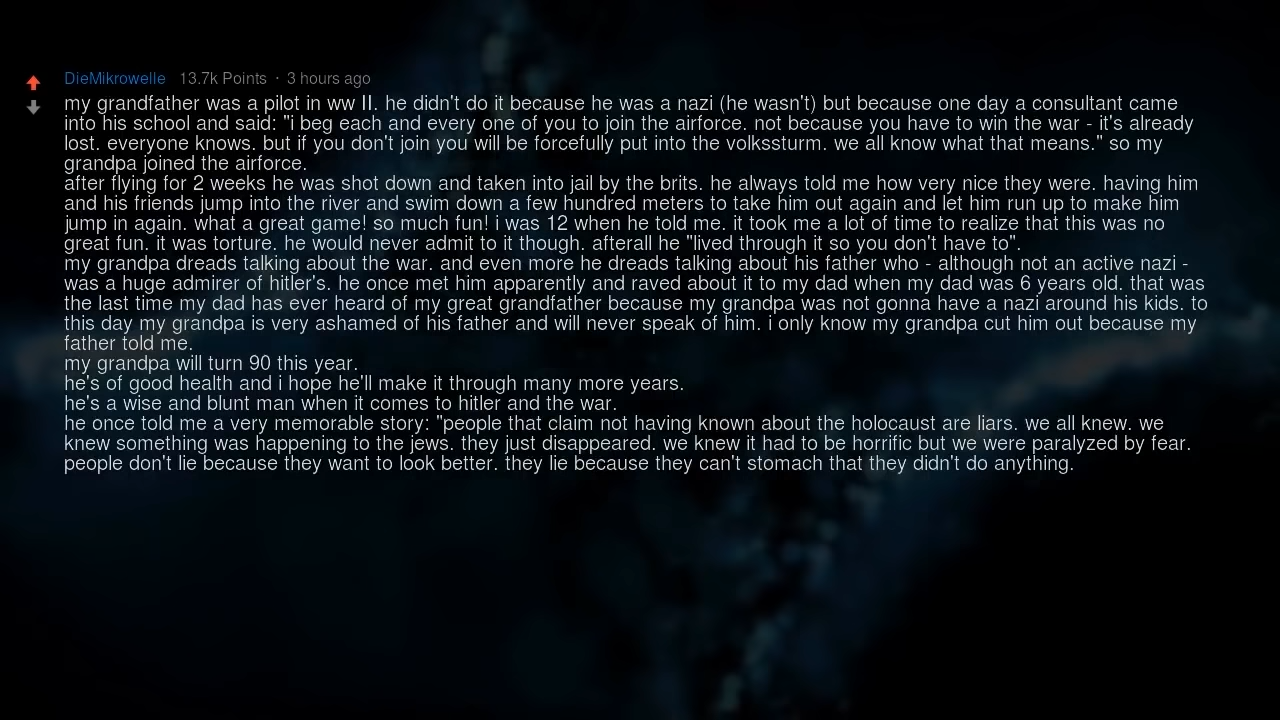 DieMikrowelle 13.7k Points · 3 hours ago
my grandfather was a pilot in ww II. he didn't do it because he was a nazi (he wasn't) but because one day a consultant came
into his school and said: "i beg each and every one of you to join the airforce. not because you have to win the war - it's already
lost. everyone knows. but if you don't join you will be forcefully put into the volkssturm. we all know what that means." so my
grandpa joined the airforce.
after flying for 2 weeks he was shot down and taken into jail by the brits. he always told me how very nice they were. having him
and his friends jump into the river and swim down a few hundred meters to take him out again and let him run up to make him
jump in again. what a great game! so much fun! i was 12 when he told me. it took me a lot of time to realize that this was no
great fun. it was torture. he would never admit to it though. afterall he "lived through it so you don't have to".
my grandpa dreads talking about the war. and even more he dreads talking about his father who - although not an active nazi -
was a huge admirer of hitler's. he once met him apparently and raved about it to my dad when my dad was 6 years old. that was
the last time my dad has ever heard of my great grandfather because my grandpa was not gonna have a nazi around his kids. to
this day my grandpa is very ashamed of his father and will never speak of him. i only know my grandpa cut him out because my
father told me.
my grandpa will turn 90 this year.
he's of good health and i hope he'll make it through many more years.
he's a wise and blunt man when it comes to hitler and the war.
he once told me a very memorable story: "people that claim not having known about the holocaust are liars. we all knew. we
knew something was happening to the jews. they just disappeared. we knew it had to be horrific but we were paralyzed by fear.
people don't lie because they want to look better. they lie because they can't stomach that they didn't do anything.